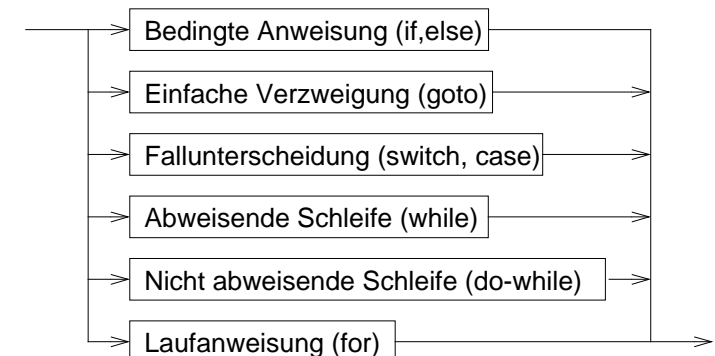 Bedingte Anweisung (if,else)
Einfache Verzweigung (goto)
Fallunterscheidung (switch, case)
Abweisende Schleife (while)
Nicht abweisende Schleife (do-while)
Laufanweisung (for)